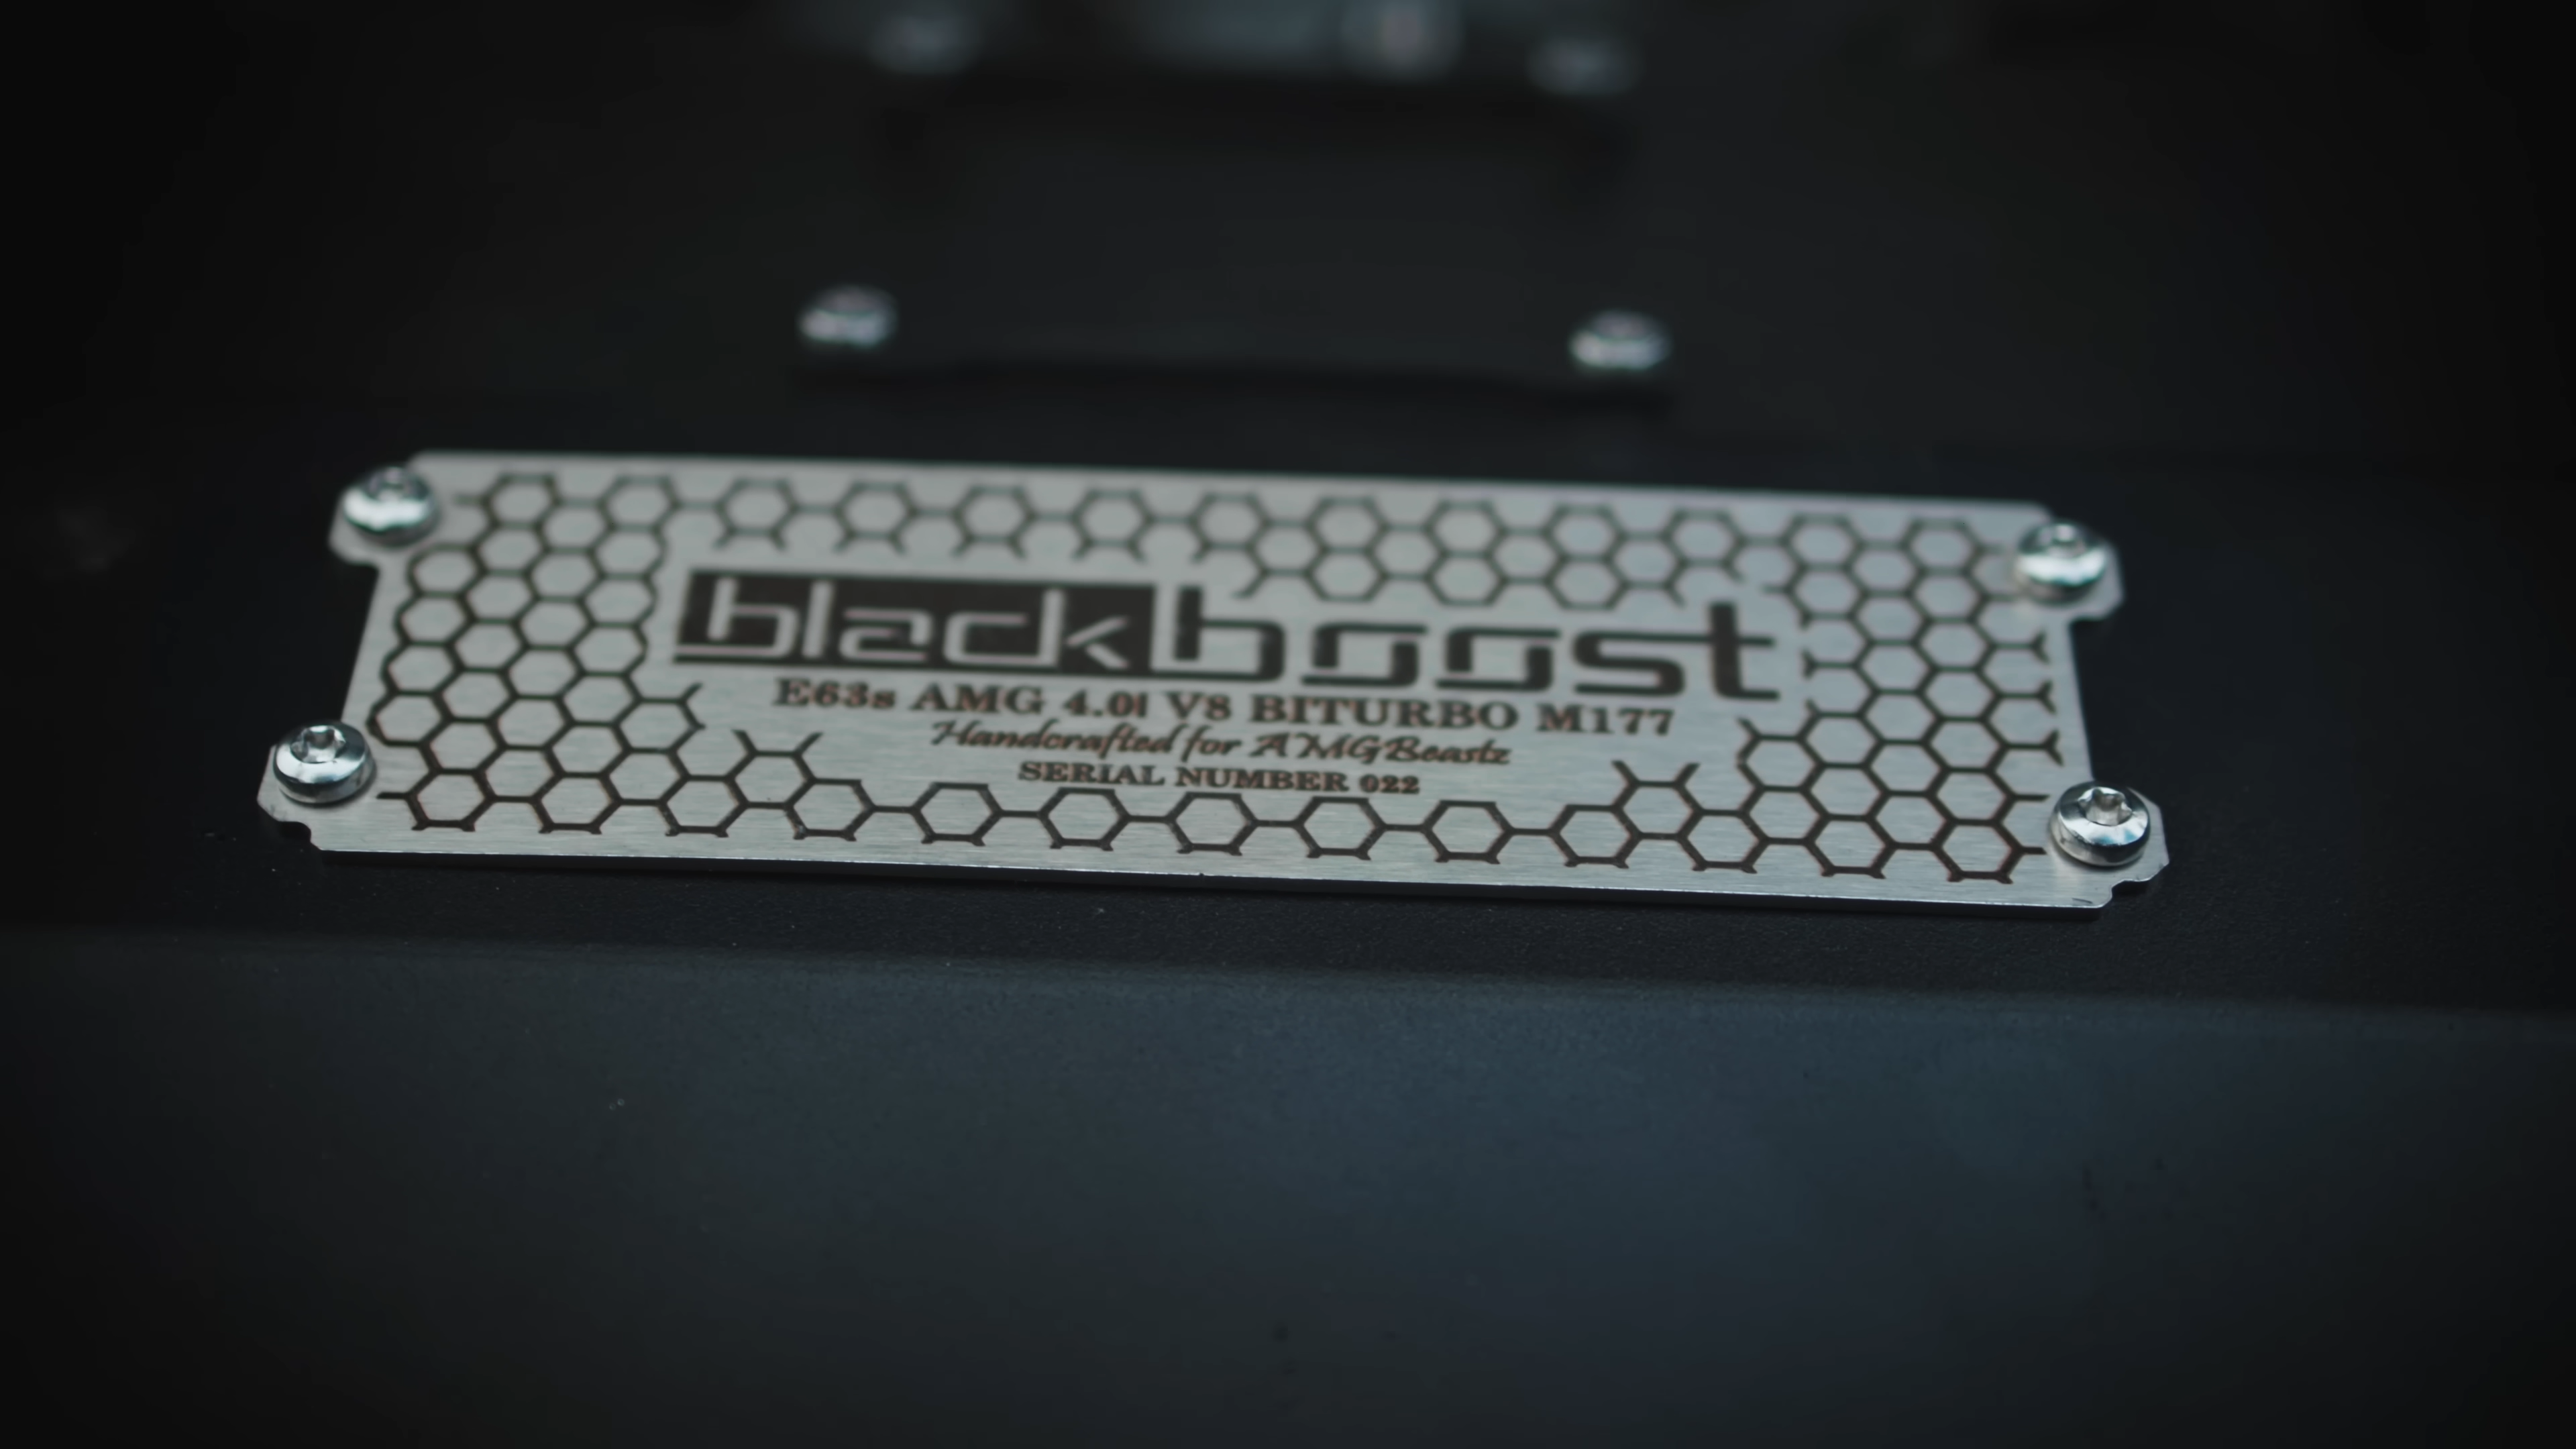 blackboost
E63s AMG 4.0l V8 BITURBO M177
Handcrafted for AMGBeastz
SERIAL NUMBER 022